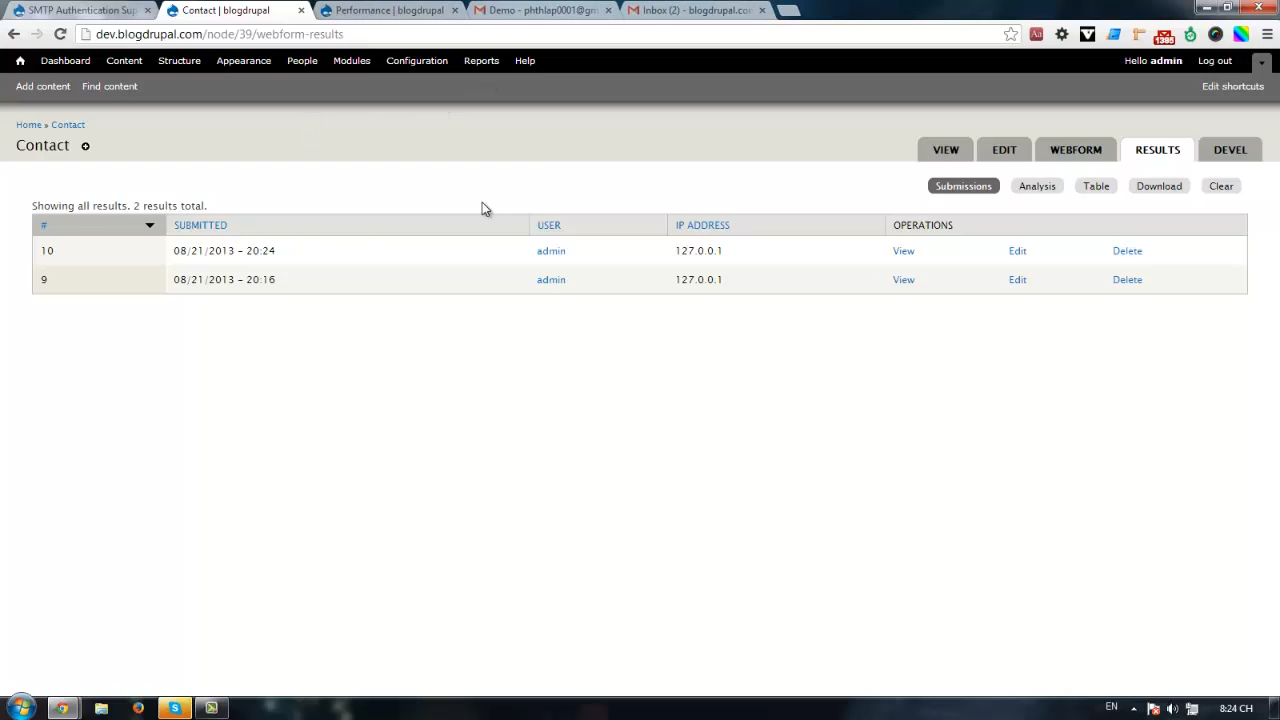 SMTP Authentication Sup
Contact | blogdrupal
Performance | blogdrupal
Demo - phthlap0001@gm
Inbox (2) - blogdrupal.com
dev.blogdrupal.com/node/39/webform-results
1395
Dashboard Content Structure Appearance People Modules Configuration Reports Help
Hello admin Log out
Add content Find content
Edit shortcuts
Home » Contact
Contact
VIEW EDIT WEBFORM RESULTS DEVEL
Submissions Analysis Table Download Clear
Showing all results. 2 results total.
# SUBMITTED USER IP ADDRESS OPERATIONS
10 08/21/2013 - 20:24 admin 127.0.0.1 View Edit Delete
9 08/21/2013 - 20:16 admin 127.0.0.1 View Edit Delete
EN 8:24 CH